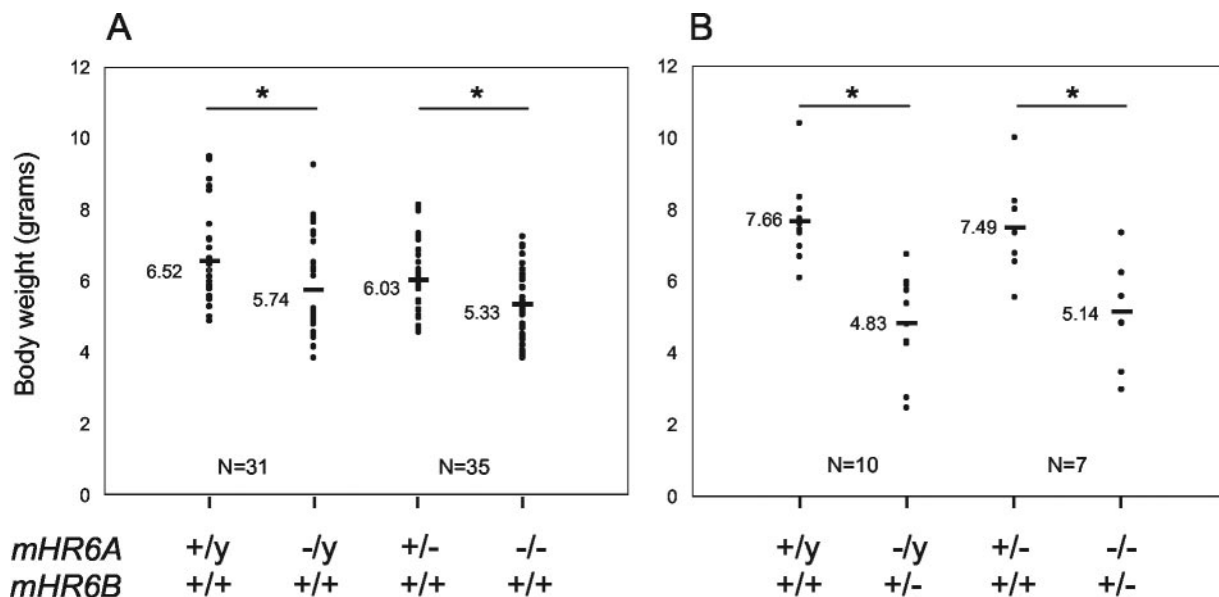 A
B
Body weight (grams)
12
10
8
6
4
2
0
*
*
6.52
5.74
6.03
5.33
N=31
N=35
12
10
8
6
4
2
0
*
*
7.66
4.83
7.49
5.14
N=10
N=7
mHR6A +/y -/y +/- -/- +/y -/y +/- -/-
mHR6B +/+ +/+ +/+ +/+ +/+ +/- +/+ +/-